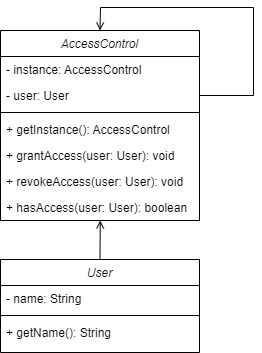 AccessControl
- instance: AccessControl
- user: User
+ getInstance(): AccessControl
+ grantAccess(user: User): void
+ revokeAccess(user: User): void
+ hasAccess(user: User): boolean
User
- name: String
+ getName(): String